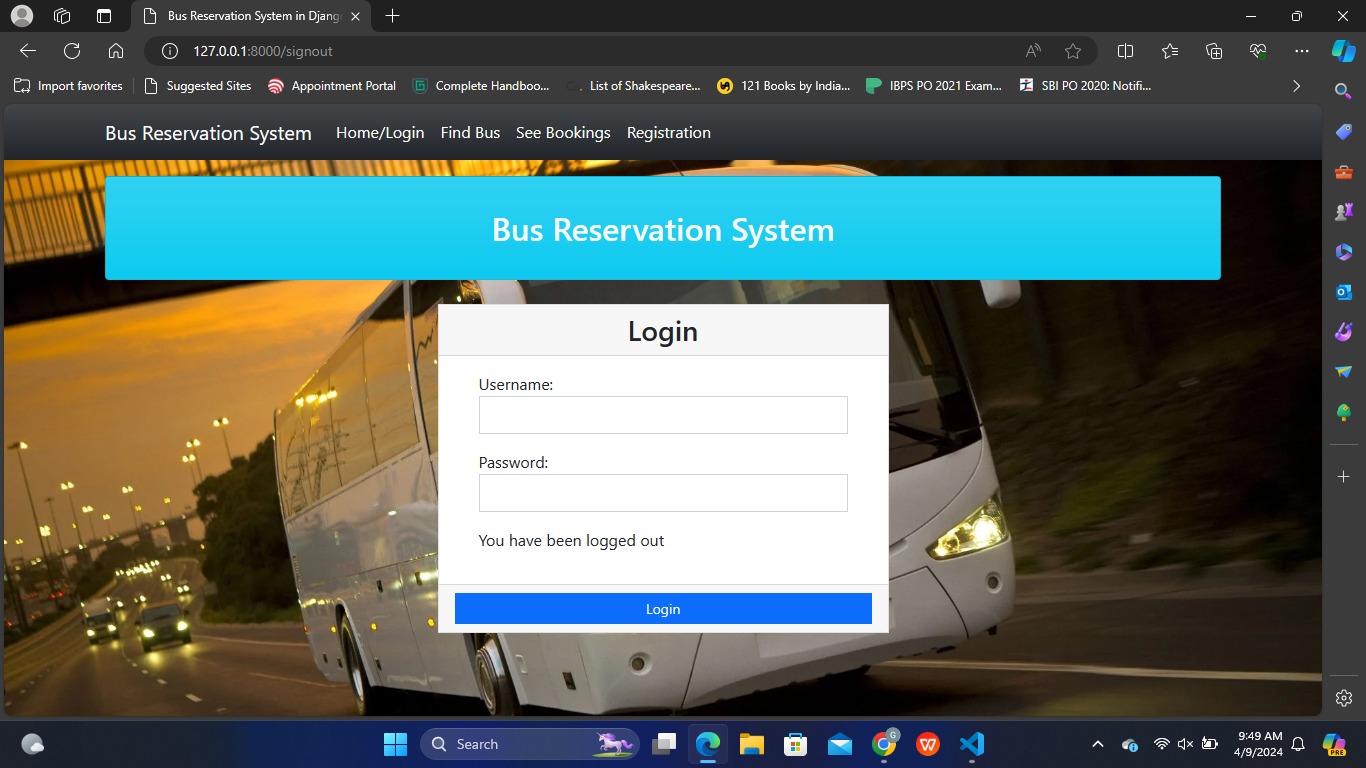 Bus Reservation System in Djang
127.0.0.1:8000/signout
Import favorites Suggested Sites Appointment Portal Complete Handboo... List of Shakespeare... 121 Books by India... IBPS PO 2021 Exam... SBI PO 2020: Notifi...
Bus Reservation System Home/Login Find Bus See Bookings Registration
Bus Reservation System
Login
Username:
Password:
You have been logged out
Login
Search
G
9:49 AM
4/9/2024
PRE